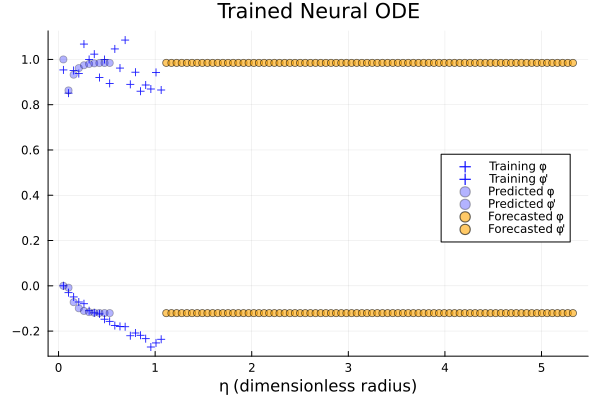 Trained Neural ODE
1.0
0.8
0.6
0.4
0.2
0.0
−0.2
Training φ
Training φ'
Predicted φ
Predicted φ'
Forecasted φ
Forecasted φ'
0 1 2 3 4 5
η (dimensionless radius)